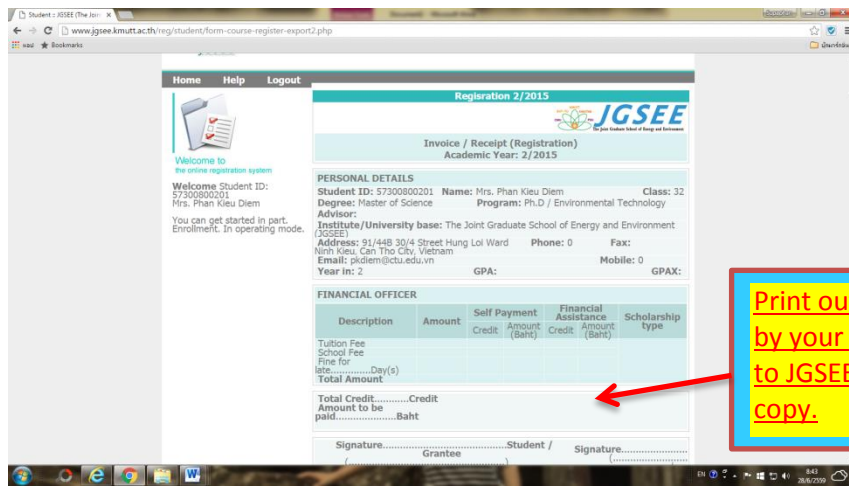 Student :: JGSEE (The Join
www.jgsee.kmutt.ac.th/reg/student/form-course-register-export2.php
แอป Bookmarks
Home Help Logout
Welcome to
the online registration system
Welcome Student ID:
57300800201
Mrs. Phan Kieu Diem
You can get started in part.
Enrollment. In operating mode.
Regisration 2/2015
JGSEE
The Joint Graduate School of Energy and Environment
Invoice / Receipt (Registration)
Academic Year: 2/2015
PERSONAL DETAILS
Student ID: 57300800201 Name: Mrs. Phan Kieu Diem Class: 32
Degree: Master of Science Program: Ph.D / Environmental Technology
Advisor:
Institute/University base: The Joint Graduate School of Energy and Environment
(JGSEE)
Address: 91/44B 30/4 Street Hung Loi Ward Phone: 0 Fax:
Ninh Kieu, Can Tho City, Vietnam
Email: pkdiem@ctu.edu.vn Mobile: 0
Year in: 2 GPA: GPAX:
FINANCIAL OFFICER
Description Amount Self Payment Financial Assistance Scholarship type
Credit Amount (Baht) Credit Amount (Baht)
Tuition Fee
School Fee
Fine for
late..............Day(s)
Total Amount
Total Credit............Credit
Amount to be
paid.................Baht
Signature...............................Student / Signature.....................
(.......................Grantee.......................) (.....................
Print ou
by your
to JGSEE
copy.
EN
8:43
28/6/2559